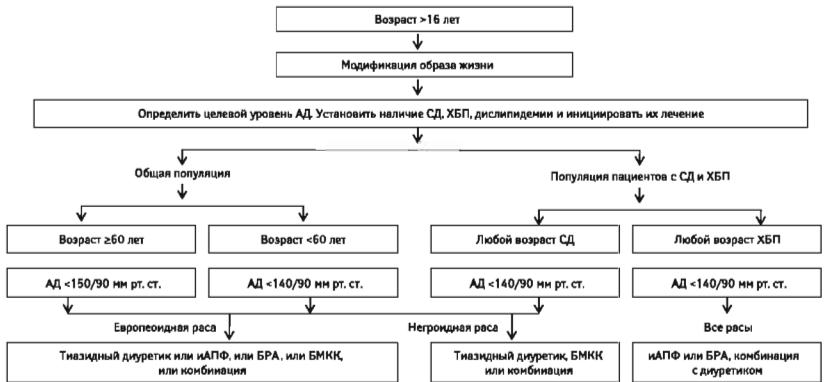 Возраст >16 лет
Модификация образа жизни
Определить целевой уровень АД. Установить наличие СД, ХБП, дислипидемии и инициировать их лечение
Общая популяция
Популяция пациентов с СД и ХБП
Возраст ≥60 лет
Возраст <60 лет
Любой возраст СД
Любой возраст ХБП
АД <150/90 мм рт. ст.
АД <140/90 мм рт. ст.
АД <140/90 мм рт. ст.
АД <140/90 мм рт. ст.
Европеоидная раса
Негроидная раса
Все расы
Тиазидный диуретик или иАПФ, или БРА, или БМКК,
или комбинация
Тиазидный диуретик, БМКК
или комбинация
иАПФ или БРА, комбинация
с диуретиком